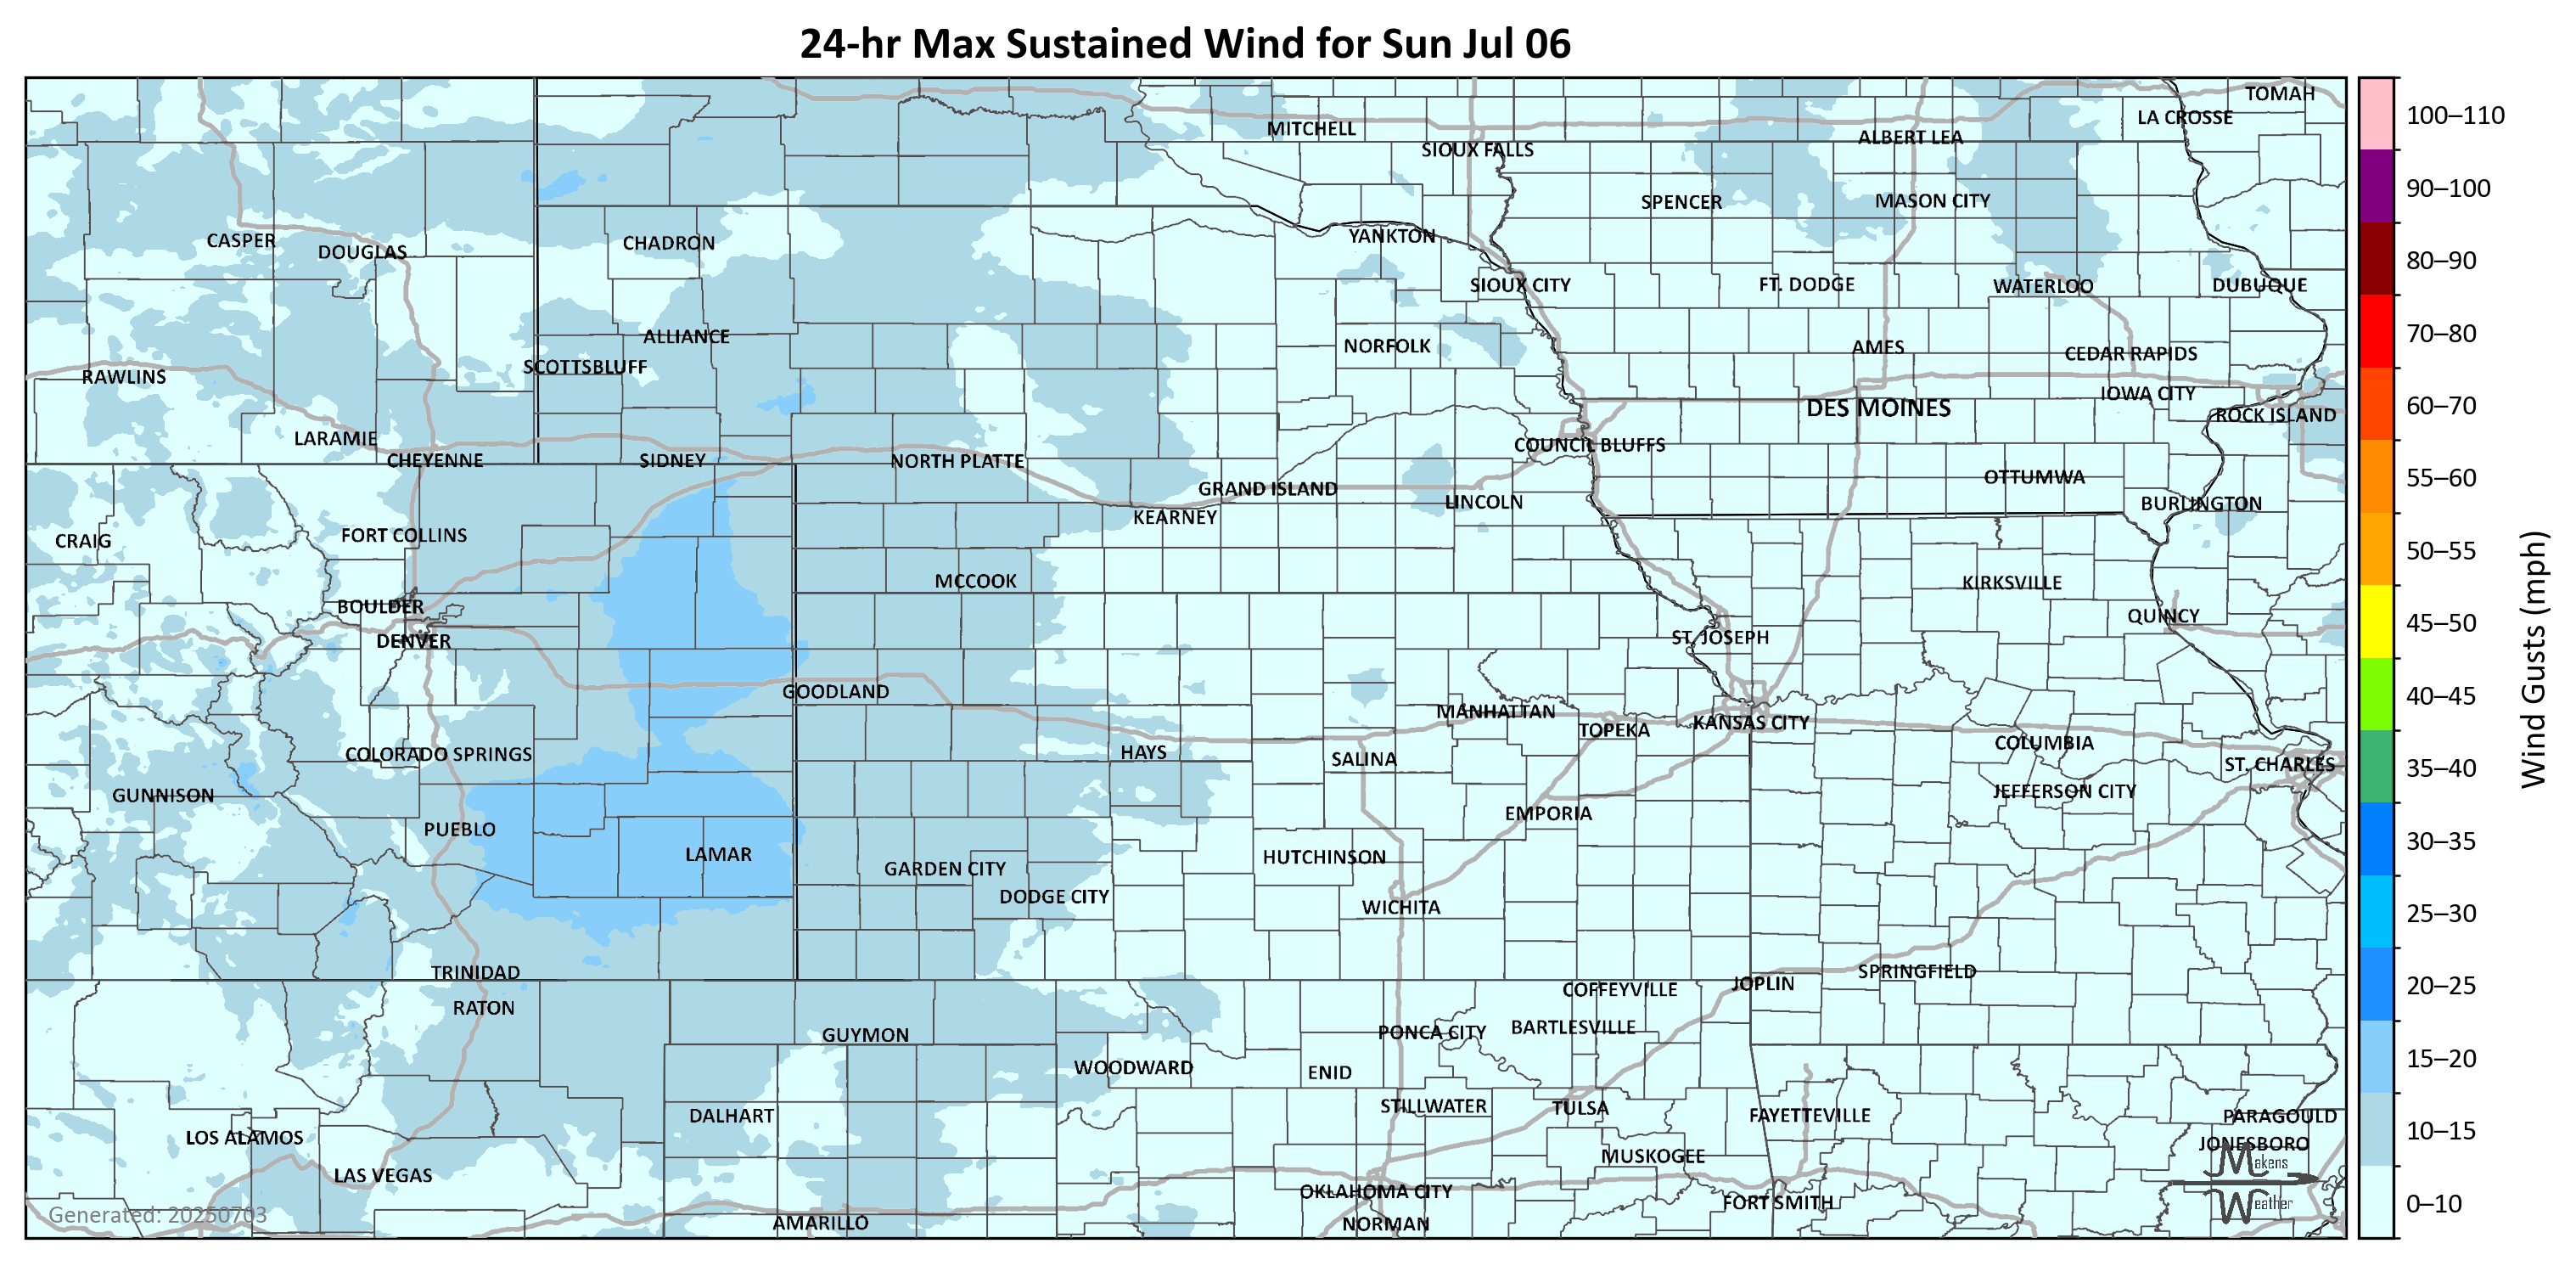 24-hr Max Sustained Wind for Sun Jul 06
TOMAH
LA CROSSE
MITCHELL
ALBERT LEA
SIOUX FALLS
SPENCER
MASON CITY
CASPER
DOUGLAS
CHADRON
YANKTON
SIOUX CITY
FT. DODGE
WATERLOO
DUBUQUE
ALLIANCE
SCOTTSBLUFF
NORFOLK
AMES
CEDAR RAPIDS
RAWLINS
IOWA CITY
DES MOINES
ROCK ISLAND
LARAMIE
CHEYENNE
SIDNEY
NORTH PLATTE
COUNCIL BLUFFS
GRAND ISLAND
LINCOLN
OTTUMWA
BURLINGTON
KEARNEY
CRAIG
FORT COLLINS
MCCOOK
KIRKSVILLE
BOULDER
QUINCY
DENVER
ST. JOSEPH
GOODLAND
MANHATTAN
TOPEKA
KANSAS CITY
COLORADO SPRINGS
HAYS
SALINA
COLUMBIA
ST. CHARLES
GUNNISON
JEFFERSON CITY
PUEBLO
EMPORIA
LAMAR
GARDEN CITY
HUTCHINSON
DODGE CITY
WICHITA
TRINIDAD
SPRINGFIELD
JOPLIN
RATON
COFFEYVILLE
GUYMON
PONCA CITY
BARTLESVILLE
WOODWARD
ENID
DALHART
STILLWATER
TULSA
FAYETTEVILLE
PARAGOULD
LOS ALAMOS
JONESBORO
LAS VEGAS
MUSKOGEE
OKLAHOMA CITY
FORT SMITH
AMARILLO
NORMAN
Generated: 20250703
Makens
Weather
100–110
90–100
80–90
70–80
60–70
55–60
50–55
45–50
40–45
35–40
30–35
25–30
20–25
15–20
10–15
0–10
Wind Gusts (mph)